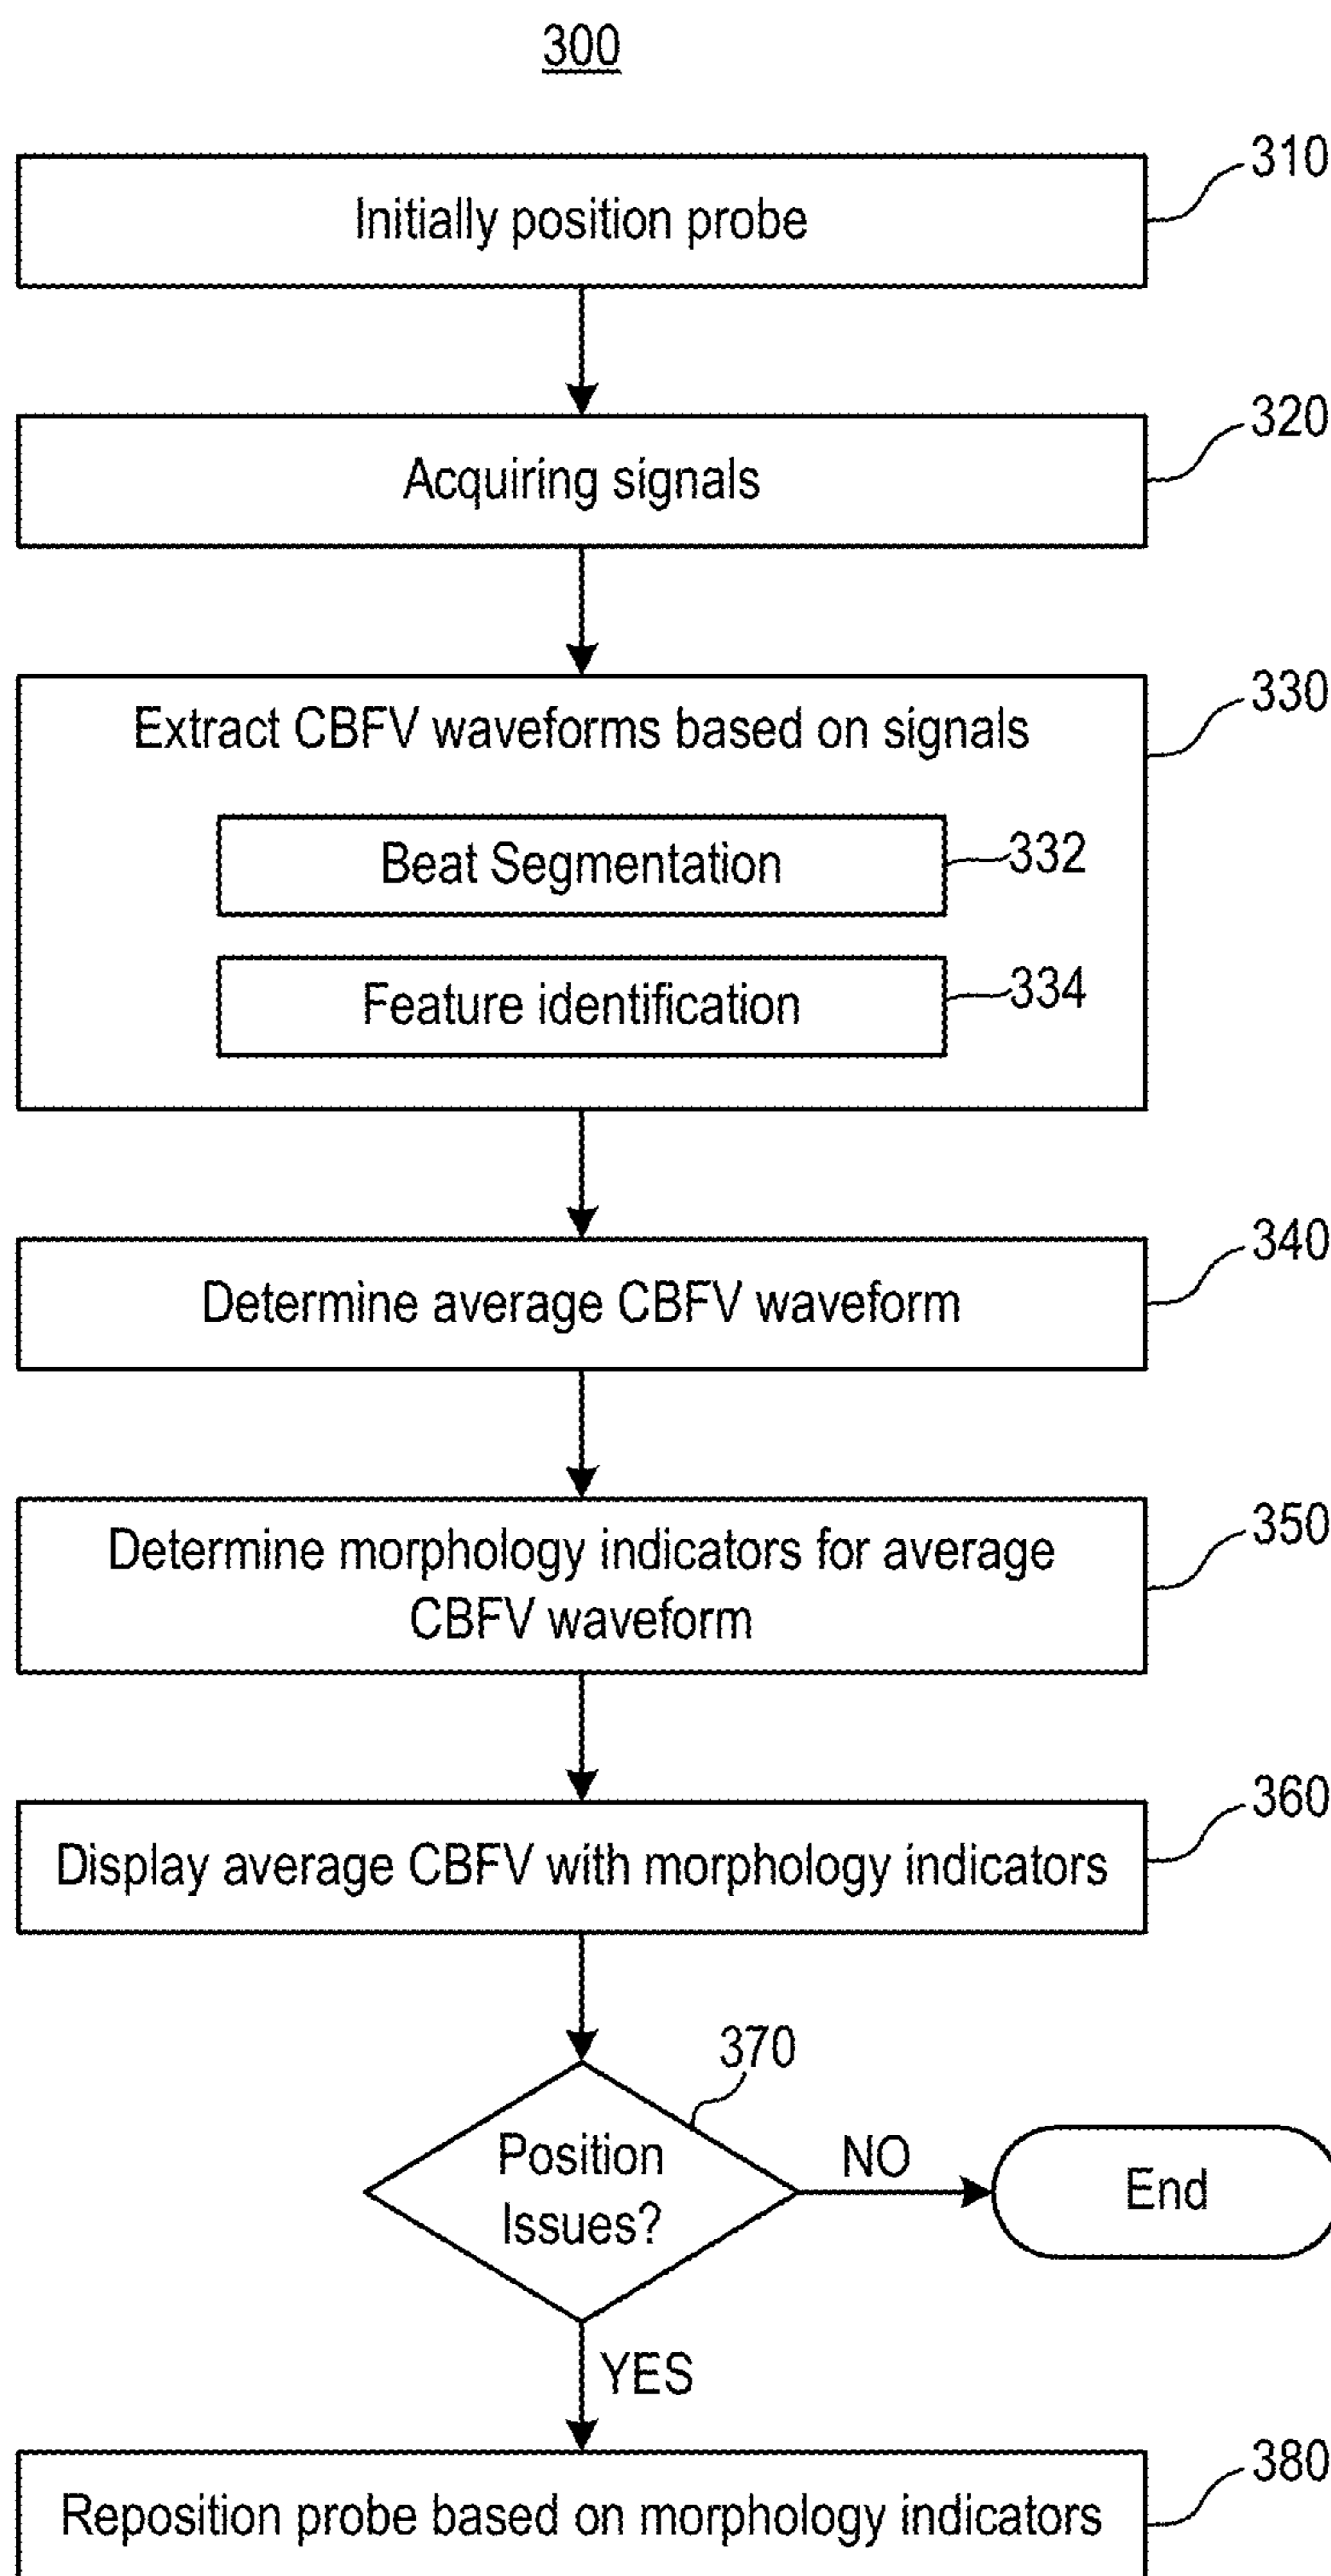 300
310
Initially position probe
320
Acquiring signals
330
Extract CBFV waveforms based on signals
Beat Segmentation
332
Feature identification
334
340
Determine average CBFV waveform
350
Determine morphology indicators for average
CBFV waveform
360
Display average CBFV with morphology indicators
370
Position
Issues?
NO
End
YES
380
Reposition probe based on morphology indicators